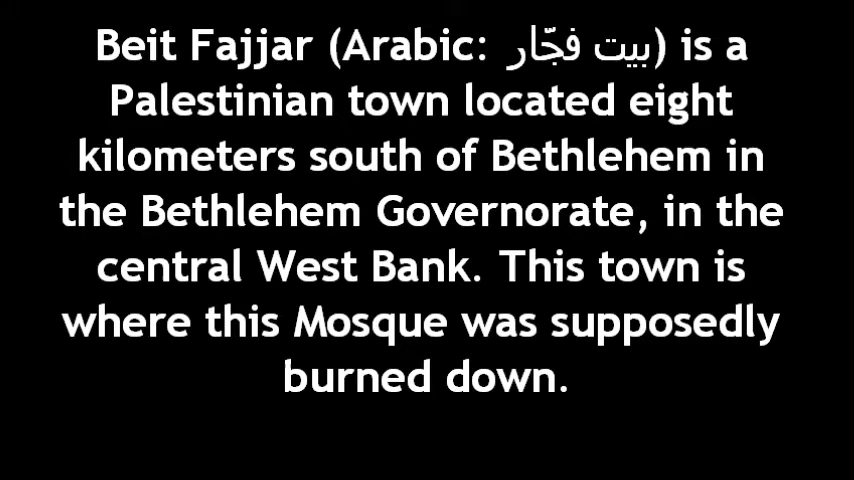 Beit Fajjar (Arabic: بيت فجّار) is a
Palestinian town located eight
kilometers south of Bethlehem in
the Bethlehem Governorate, in the
central West Bank. This town is
where this Mosque was supposedly
burned down.